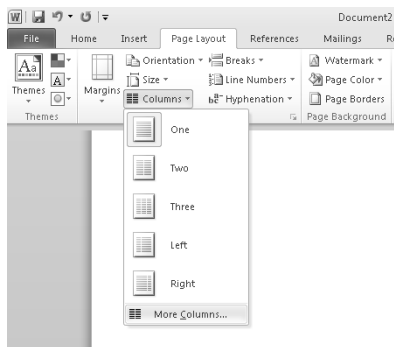 Document2
File Home Insert Page Layout References Mailings R
Orientation Breaks Watermark
Size Line Numbers Page Color
Themes Margins Columns Hyphenation Page Borders
Themes Page Background
One
Two
Three
Left
Right
More Columns...